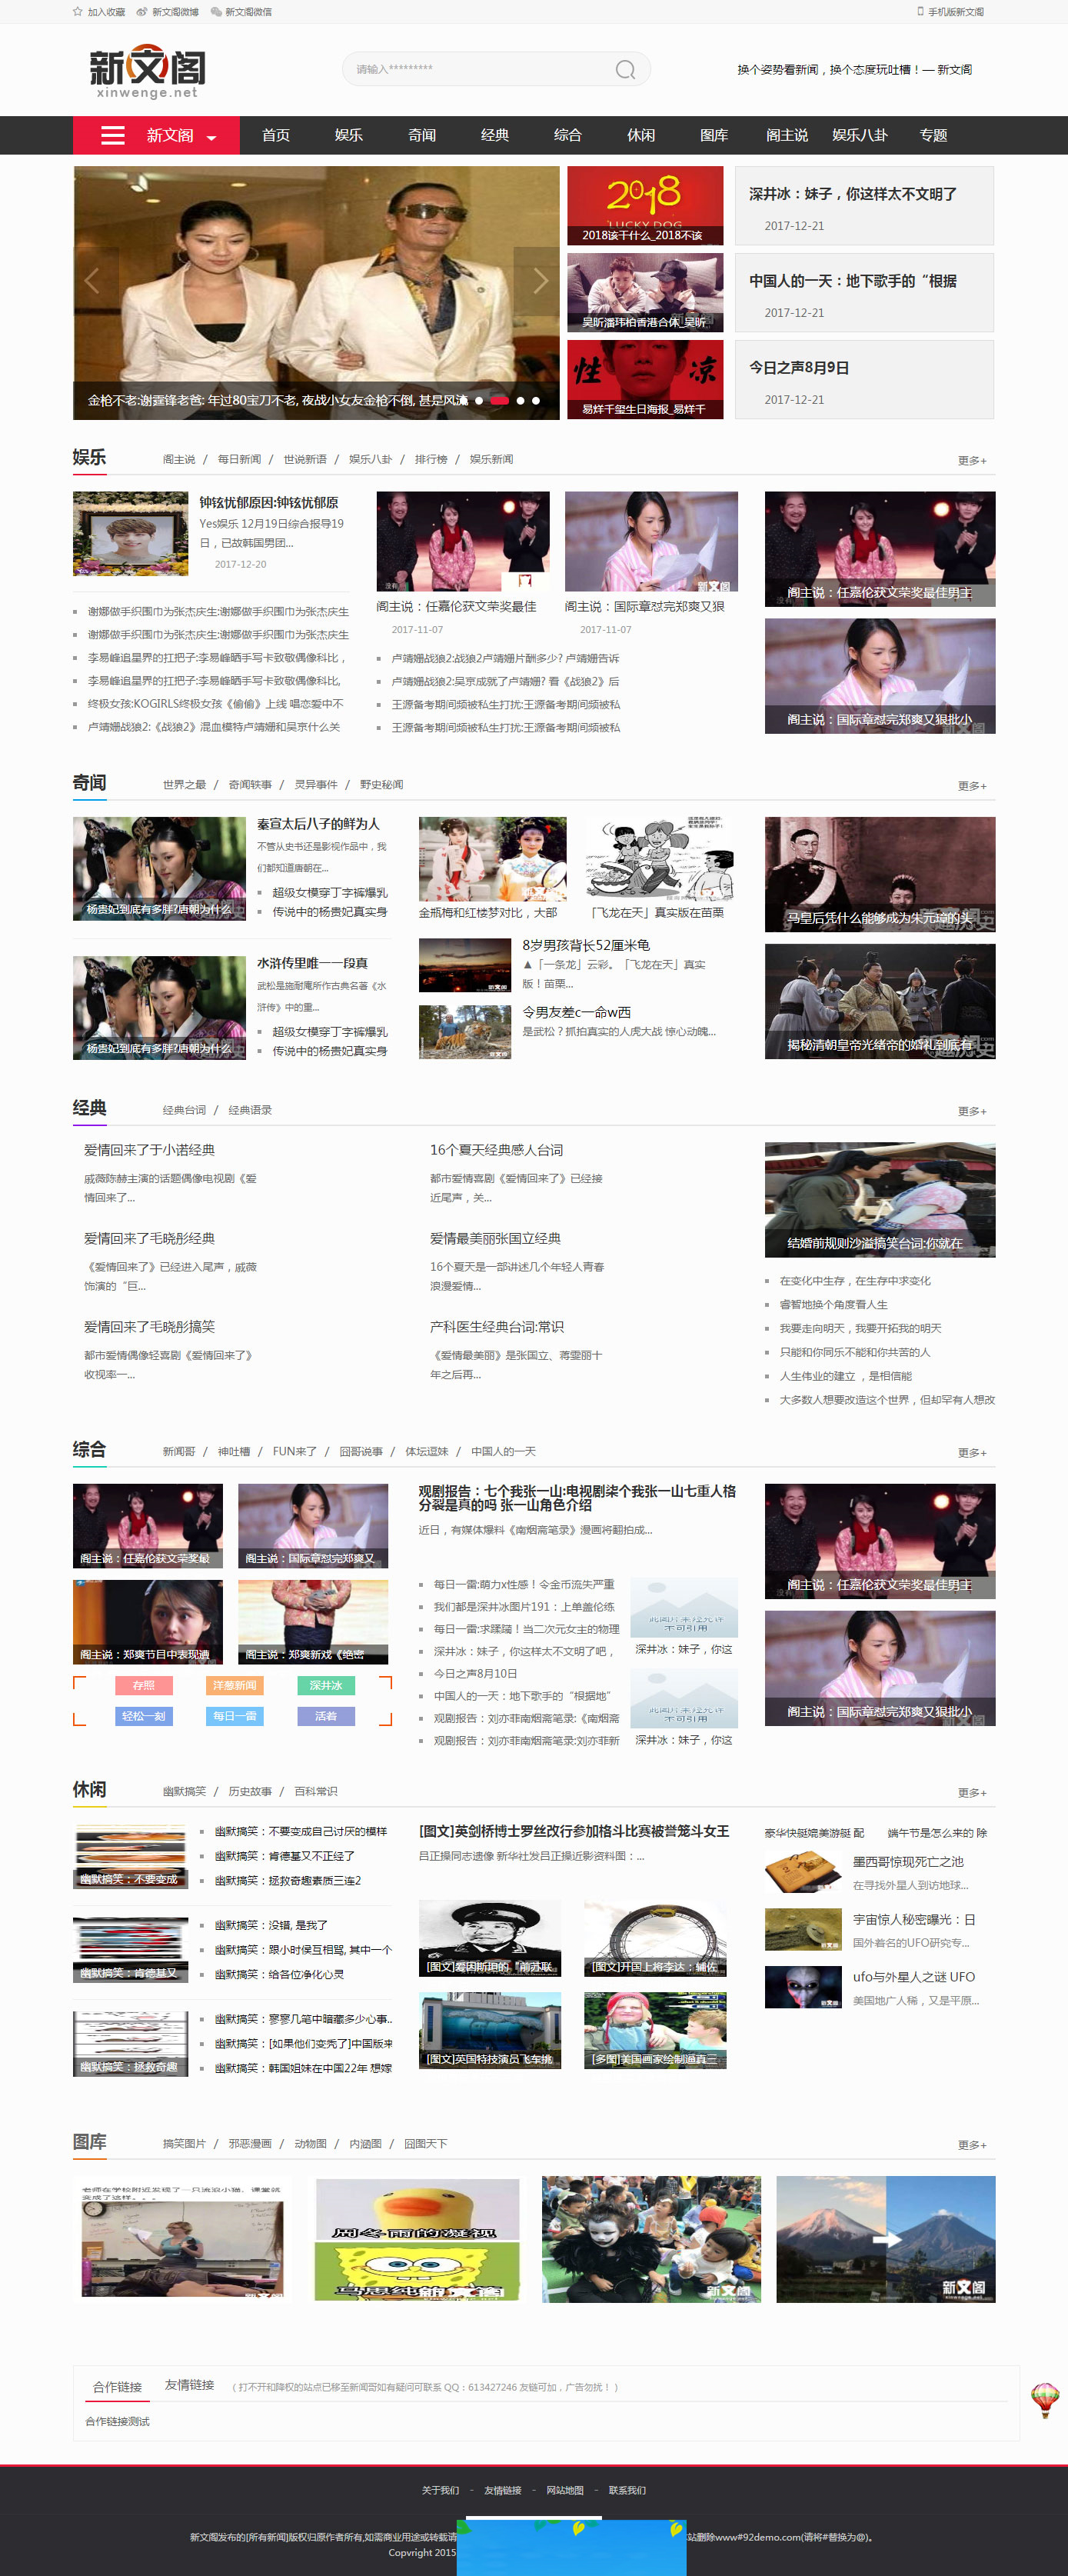 加入收藏 新文阁微博 新文阁微信 手机版新文阁
新文阁
xinwenge.net
请输入*********
换个姿势看新闻，换个态度玩吐槽！— 新文阁
新文阁 首页 娱乐 奇闻 经典 综合 休闲 图库 阁主说 娱乐八卦 专题
金枪不老:谢霆锋老爸: 年过80宝刀不老, 夜战小女友金枪不倒, 甚是风流
2018
LUCKY DOG
2018该干什么_2018不该
吴昕潘玮柏香港合体_吴昕
性 凉
易烊千玺生日海报_易烊千
深井冰：妹子，你这样太不文明了
2017-12-21
中国人的一天：地下歌手的“根据
2017-12-21
今日之声8月9日
2017-12-21
娱乐
阁主说 / 每日新闻 / 世说新语 / 娱乐八卦 / 排行榜 / 娱乐新闻
更多+
钟铉忧郁原因:钟铉忧郁原
Yes娱乐 12月19日综合报导19
日，已故韩国男团...
2017-12-20
谢娜做手织围巾为张杰庆生:谢娜做手织围巾为张杰庆生
谢娜做手织围巾为张杰庆生:谢娜做手织围巾为张杰庆生
李易峰追星界的扛把子:李易峰晒手写卡致敬偶像科比，
李易峰追星界的扛把子:李易峰晒手写卡致敬偶像科比,
终极女孩:KOGIRLS终极女孩《偷偷》上线 唱恋爱中不
卢靖姗战狼2:《战狼2》混血模特卢靖姗和吴京什么关
阁主说：任嘉伦获文荣奖最佳
2017-11-07
阁主说：国际章怼完郑爽又狠
2017-11-07
卢靖姗战狼2:战狼2卢靖姗片酬多少? 卢靖姗告诉
卢靖姗战狼2:吴京成就了卢靖姗? 看《战狼2》后
王源备考期间频被私生打扰:王源备考期间频被私
王源备考期间频被私生打扰:王源备考期间频被私
阁主说：任嘉伦获文荣奖最佳男主
阁主说：国际章怼完郑爽又狠批小
奇闻
世界之最 / 奇闻轶事 / 灵异事件 / 野史秘闻
更多+
杨贵妃到底有多胖?唐朝为什么
秦宣太后八子的鲜为人
不管从史书还是影视作品中，我
们都知道唐朝在...
超级女模穿丁字裤爆乳
传说中的杨贵妃真实身
杨贵妃到底有多胖?唐朝为什么
水浒传里唯一一段真
武松是施耐庵所作古典名著《水
浒传》中的重...
超级女模穿丁字裤爆乳
传说中的杨贵妃真实身
金瓶梅和红楼梦对比，大部
「飞龙在天」真实版在苗栗
8岁男孩背长52厘米龟
▲「一条龙」云彩。「飞龙在天」真实
版！苗栗...
令男友差c一命w西
是武松？抓拍真实的人虎大战 惊心动魄...
马皇后凭什么能够成为朱元璋的头
揭秘清朝皇帝光绪帝的婚礼到底有
经典
经典台词 / 经典语录
更多+
爱情回来了于小诺经典
戚薇陈赫主演的话题偶像电视剧《爱
情回来了...
16个夏天经典感人台词
都市爱情喜剧《爱情回来了》已经接
近尾声，关...
爱情回来了毛晓彤经典
《爱情回来了》已经进入尾声，戚薇
饰演的“巨...
爱情最美丽张国立经典
16个夏天是一部讲述几个年轻人青春
浪漫爱情...
爱情回来了毛晓彤搞笑
都市爱情偶像轻喜剧《爱情回来了》
收视率一...
产科医生经典台词:常识
《爱情最美丽》是张国立、蒋雯丽十
年之后再...
结婚前规则沙溢搞笑台词:你就在
在变化中生存，在生存中求变化
睿智地换个角度看人生
我要走向明天，我要开拓我的明天
只能和你同乐不能和你共苦的人
人生伟业的建立 ，是相信能
大多数人想要改造这个世界，但却罕有人想改
综合
新闻哥 / 神吐槽 / FUN来了 / 囧哥说事 / 体坛逗妹 / 中国人的一天
更多+
阁主说：任嘉伦获文荣奖最
阁主说：国际章怼完郑爽又
阁主说：郑爽节目中表现遭
阁主说：郑爽新戏《绝密
存照 洋葱新闻 深井冰
轻松一刻 每日一雷 活着
观剧报告：七个我张一山:电视剧柒个我张一山七重人格
分裂是真的吗 张一山角色介绍
近日，有媒体爆料《南烟斋笔录》漫画将翻拍成...
每日一雷:萌力x性感！令金币流失严重
我们都是深井冰图片191：上单盖伦练
每日一雷:求蹂躏！当二次元女主的物理
深井冰：妹子，你这样太不文明了吧，
今日之声8月10日
中国人的一天：地下歌手的“根据地”
观剧报告：刘亦菲南烟斋笔录:《南烟斋
观剧报告：刘亦菲南烟斋笔录:刘亦菲新
此图片未经允许
不可引用
深井冰：妹子，你这
此图片未经允许
不可引用
深井冰：妹子，你这
阁主说：任嘉伦获文荣奖最佳男主
阁主说：国际章怼完郑爽又狠批小
休闲
幽默搞笑 / 历史故事 / 百科常识
更多+
幽默搞笑：不要变成
幽默搞笑：不要变成自己讨厌的模样
幽默搞笑：肯德基又不正经了
幽默搞笑：拯救奇趣素质三连2
幽默搞笑：肯德基又
幽默搞笑：没错, 是我了
幽默搞笑：跟小时侯互相骂, 其中一个
幽默搞笑：给各位净化心灵
幽默搞笑：拯救奇趣
幽默搞笑：寥寥几笔中暗藏多少心事..
幽默搞笑：[如果他们变秃了]中国版来
幽默搞笑：韩国姐妹在中国22年 想嫁
[图文]英剑桥博士罗丝改行参加格斗比赛被誉笼斗女王
吕正操同志遗像 新华社发吕正操近影资料图：...
[图文]爱因斯坦的『前苏联
[图文]开国上将李达：辅佐
[图文]英国特技演员飞车挑
[多图]美国画家绘制逼真三
豪华快艇媲美游艇 配 端午节是怎么来的 除
墨西哥惊现死亡之池
在寻找外星人到访地球...
宇宙惊人秘密曝光：日
国外着名的UFO研究专...
ufo与外星人之谜 UFO
美国地广人稀，又是平原...
图库
搞笑图片 / 邪恶漫画 / 动物图 / 内涵图 / 囧图天下
更多+
周冬雨的凝视
新文阁
新文阁
合作链接 友情链接 （ 打不开和降权的站点已移至新闻哥如有疑问可联系 QQ：613427246 友链可加，广告勿扰！ ）
合作链接测试
关于我们 - 友情链接 - 网站地图 - 联系我们
新文阁发布的[所有新闻]版权归原作者所有,如需商业用途或转载请
站删除www#92demo.com(请将#替换为@)。
Copyright 2015